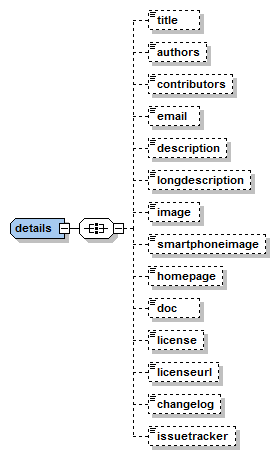 title
authors
contributors
email
description
longdescription
image
details
smartphoneimage
homepage
doc
license
licenseurl
changelog
issuetracker